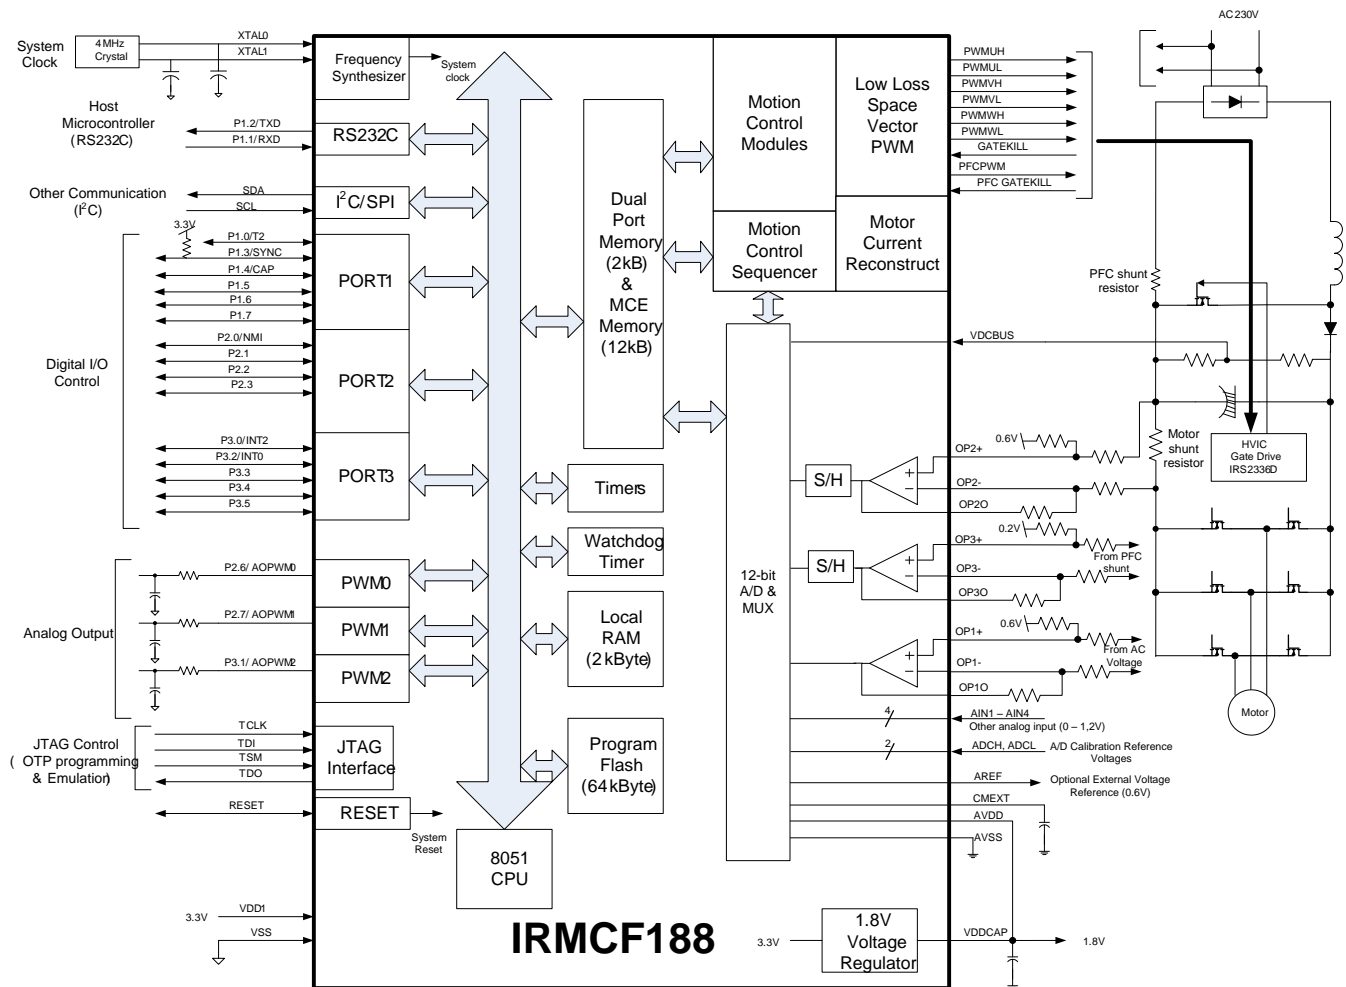 AC 230V
System
Clock
4 MHz
Crystal
XTAL0
XTAL1
Frequency
Synthesizer
System
clock
Host
Microcontroller
(RS232C)
P1.2/TXD
P1.1/RXD
RS232C
Other Communication
(I²C)
SDA
SCL
I²C/SPI
3.3V
P1.0/T2
P1.3/SYNC
P1.4/CAP
P1.5
P1.6
P1.7
PORT1
Digital I/O
Control
P2.0/NMI
P2.1
P2.2
P2.3
PORT2
P3.0/INT2
P3.2/INT0
P3.3
P3.4
P3.5
PORT3
Analog Output
P2.6/ AOPWM0
P2.7/ AOPWM1
P3.1/ AOPWM2
PWM0
PWM1
PWM2
JTAG Control
( OTP programming
& Emulation)
TCLK
TDI
TSM
TDO
JTAG
Interface
RESET
RESET
System
Reset
3.3V
VDD1
VSS
8051
CPU
Dual
Port
Memory
(2kB)
&
MCE
Memory
(12kB)
Timers
Watchdog
Timer
Local
RAM
(2kByte)
Program
Flash
(64kByte)
Motion
Control
Modules
Motion
Control
Sequencer
Low Loss
Space
Vector
PWM
Motor
Current
Reconstruct
12-bit
A/D &
MUX
S/H
S/H
PWMUH
PWMUL
PWMVH
PWMVL
PWMWH
PWMWL
GATEKILL
PFCPWM
PFC GATEKILL
VDCBUS
PFC shunt
resistor
Motor
shunt
resistor
HVIC
Gate Drive
IRS2336D
0.6V
OP2+
OP2-
OP2O
0.2V
OP3+
From PFC
shunt
OP3-
OP3O
0.6V
OP1+
From AC
Voltage
OP1-
OP1O
Motor
4
AIN1 – AIN4
Other analog input (0 – 1,2V)
2
ADCH, ADCL
A/D Calibration Reference
Voltages
AREF
Optional External Voltage
Reference (0.6V)
CMEXT
AVDD
AVSS
IRMCF188
3.3V
1.8V
Voltage
Regulator
VDDCAP
1.8V